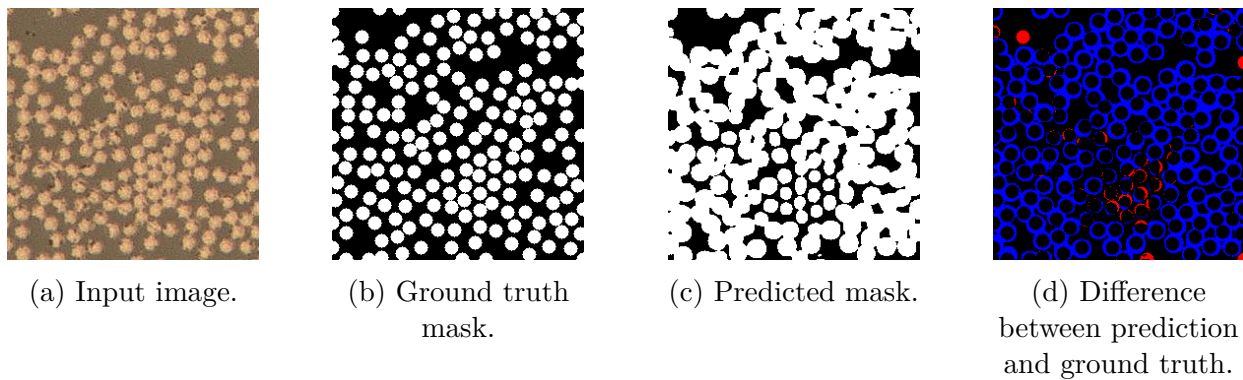 (a) Input image.
(b) Ground truth
mask.
(c) Predicted mask.
(d) Difference
between prediction
and ground truth.